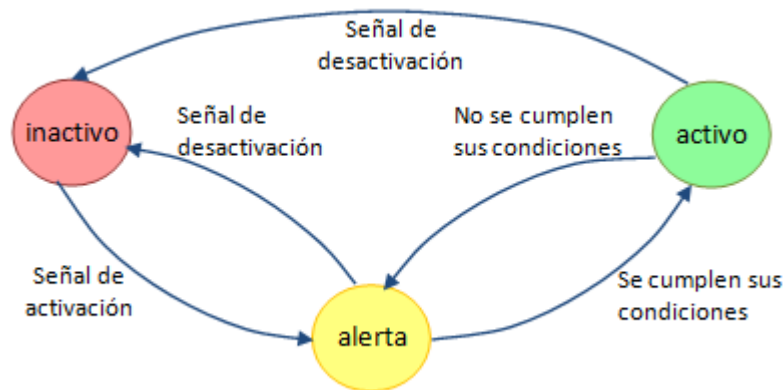 Señal de
desactivación
inactivo
Señal de
desactivación
No se cumplen
sus condiciones
activo
Señal de
activación
alerta
Se cumplen sus
condiciones